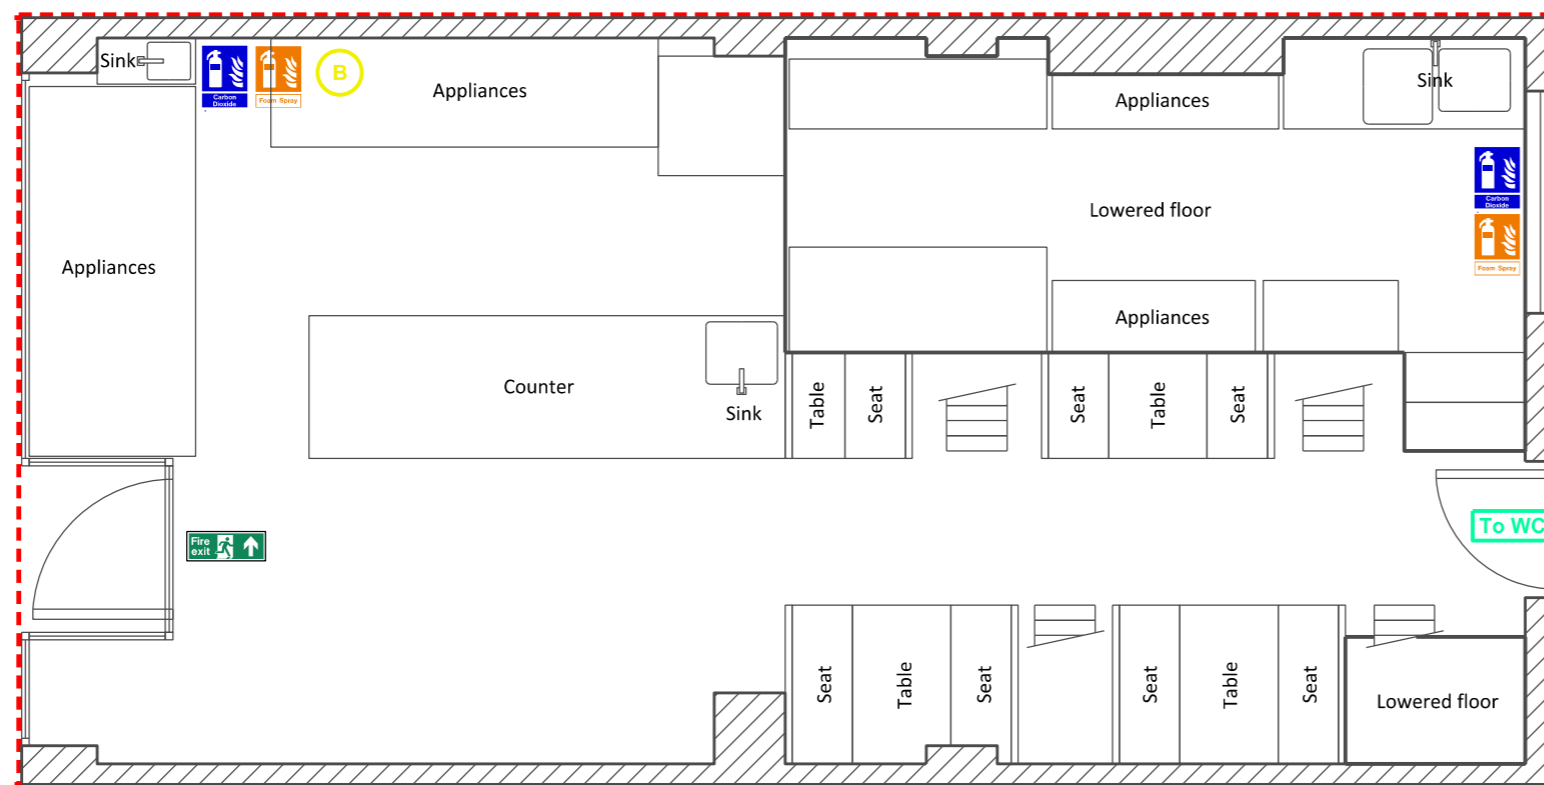 Sink
Carbon
Dioxide
Foam Spray
B
Appliances
Appliances
Sink
Carbon
Dioxide
Foam Spray
Lowered floor
Appliances
Appliances
Counter
Sink
Table
Seat
Seat
Table
Seat
Fire
exit
To WC
Seat
Table
Seat
Seat
Table
Seat
Lowered floor